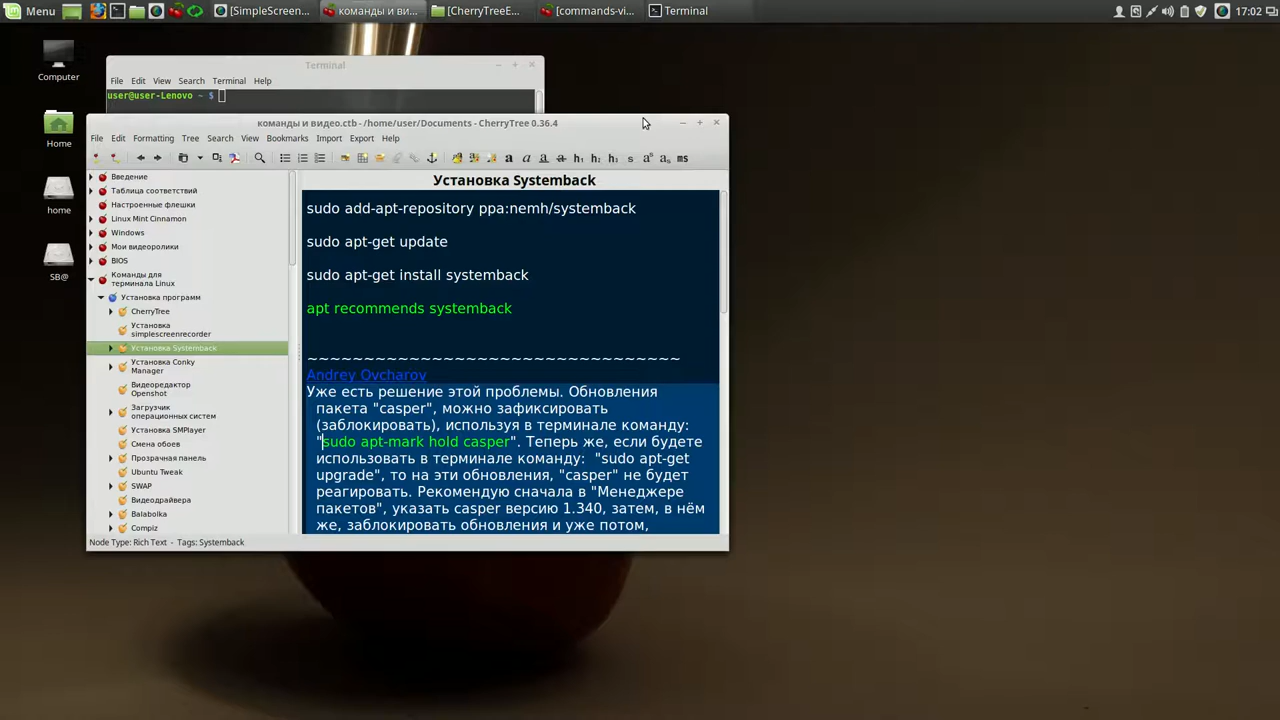 Menu
[SimpleScreen...
команды и ви...
[CherryTreeE...
[commands-vi...
Terminal
17:02
Computer
Home
home
SB@
Terminal
File Edit View Search Terminal Help
user@user-Lenovo ~ $
команды и видео.ctb - /home/user/Documents - CherryTree 0.36.4
File Edit Formatting Tree Search View Bookmarks Import Export Help
a a a a h1 h2 h3 s aˢ aₛ ms
Введение
Таблица соответствий
Настроенные флешки
Linux Mint Cinnamon
Windows
Мои видеоролики
BIOS
Команды для
терминала Linux
Установка программ
CherryTree
Установка
simplescreenrecorder
Установка Systemback
Установка Conky
Manager
Видеоредактор
Openshot
Загрузчик
операционных систем
Установка SMPlayer
Смена обоев
Прозрачная панель
Ubuntu Tweak
SWAP
Видеодрайвера
Balabolka
Compiz
Установка Systemback
sudo add-apt-repository ppa:nemh/systemback
sudo apt-get update
sudo apt-get install systemback
apt recommends systemback
~~~~~~~~~~~~~~~~~~~~~~~~~~~~~~~~~
Andrey Ovcharov
Уже есть решение этой проблемы. Обновления
пакета "casper", можно зафиксировать
(заблокировать), используя в терминале команду:
"sudo apt-mark hold casper". Теперь же, если будете
использовать в терминале команду: "sudo apt-get
upgrade", то на эти обновления, "casper" не будет
реагировать. Рекомендую сначала в "Менеджере
пакетов", указать casper версию 1.340, затем, в нём
же, заблокировать обновления и уже потом,
Node Type: Rich Text - Tags: Systemback